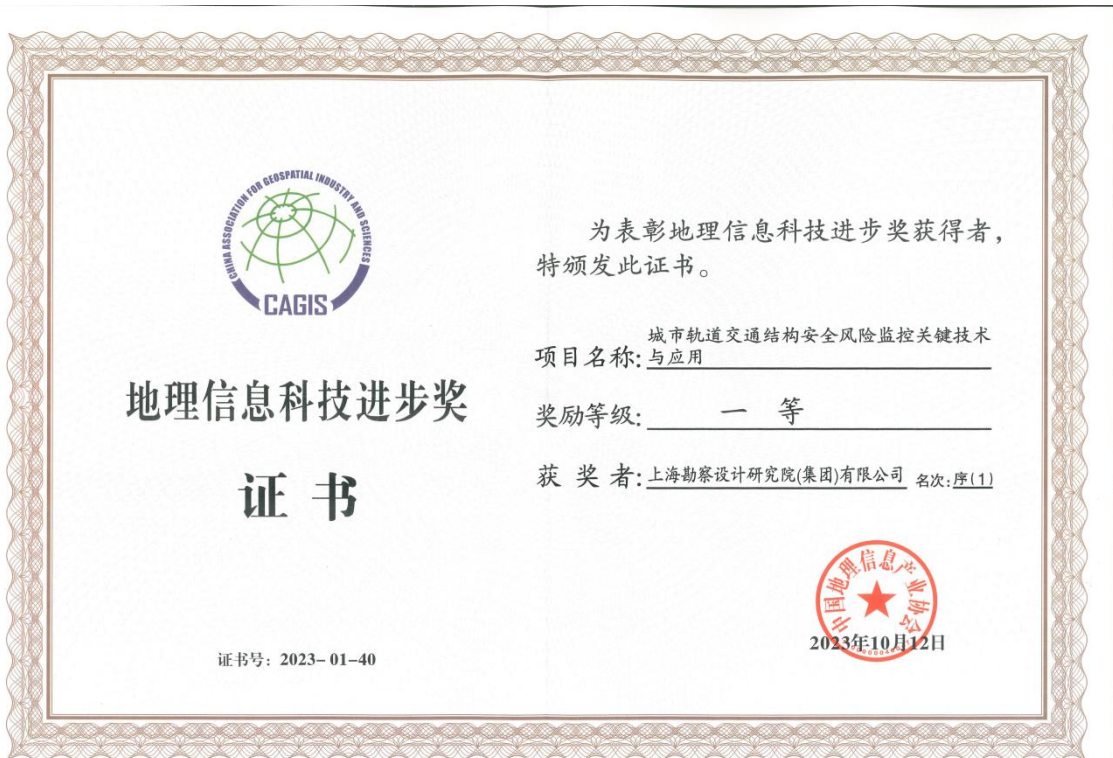 CHINA ASSOCIATION FOR GEOSPATIAL INDUSTRY AND SCIENCES
CAGIS
地理信息科技进步奖
证书
证书号：2023-01-40
为表彰地理信息科技进步奖获得者，
特颁发此证书。
项目名称:城市轨道交通结构安全风险监控关键技术
与应用
奖励等级:一等
获奖者:上海勘察设计研究院(集团)有限公司 名次:序(1)
中国地理信息产业协会
2023年10月12日